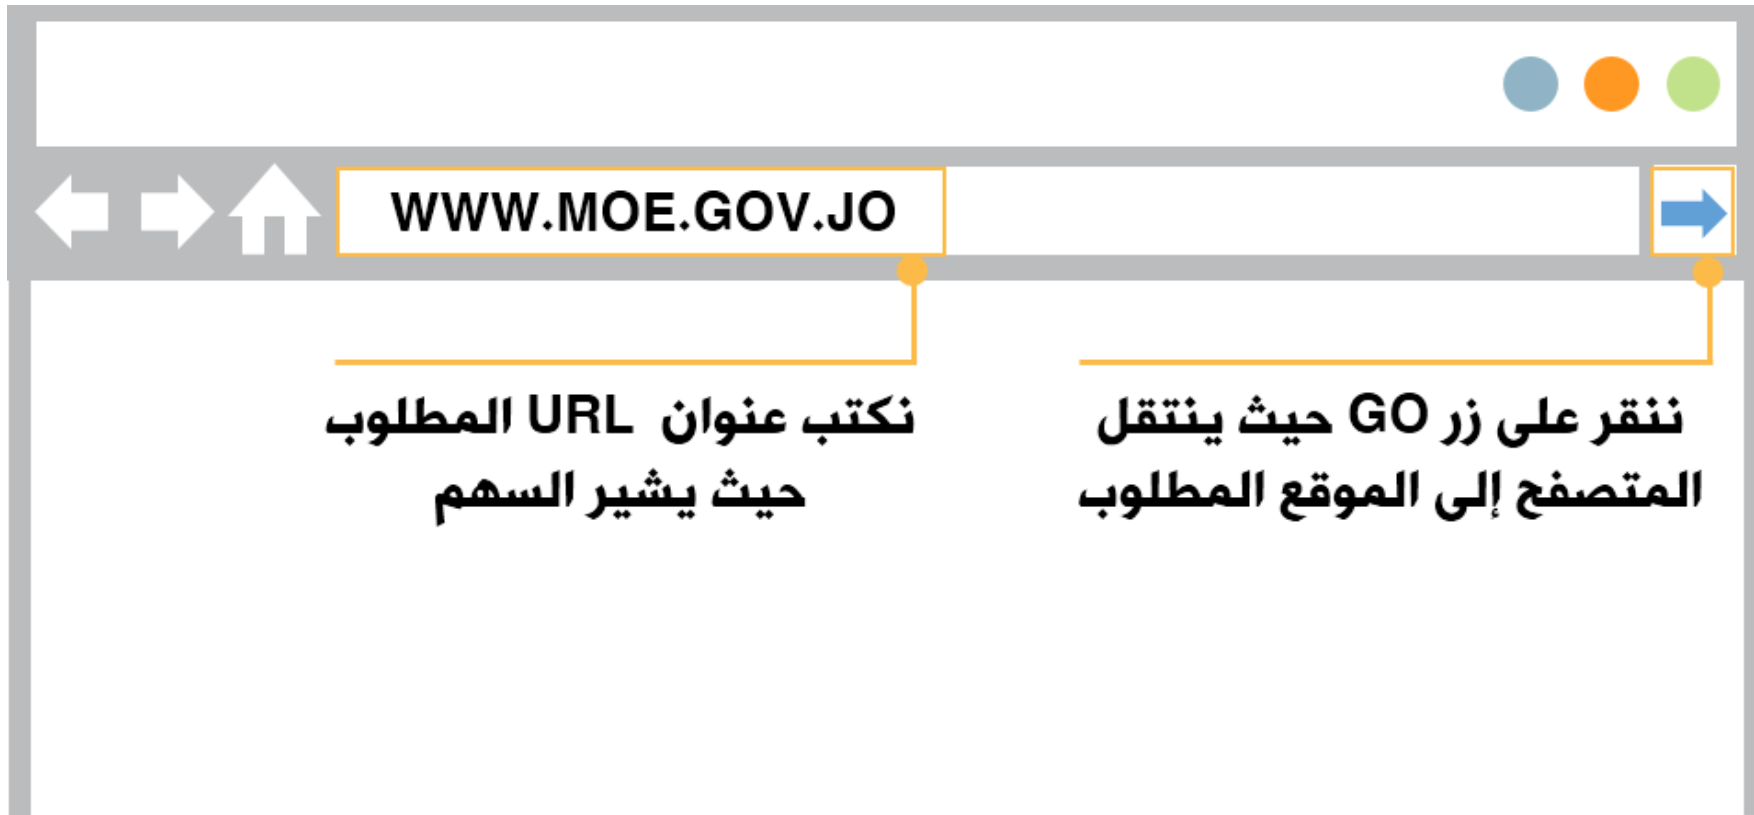 WWW.MOE.GOV.JO
ننقر على زر GO حيث ينتقل
المتصفح إلى الموقع المطلوب
نكتب عنوان URL المطلوب
حيث يشير السهم